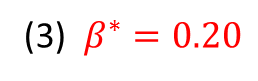 (3) β* = 0.20